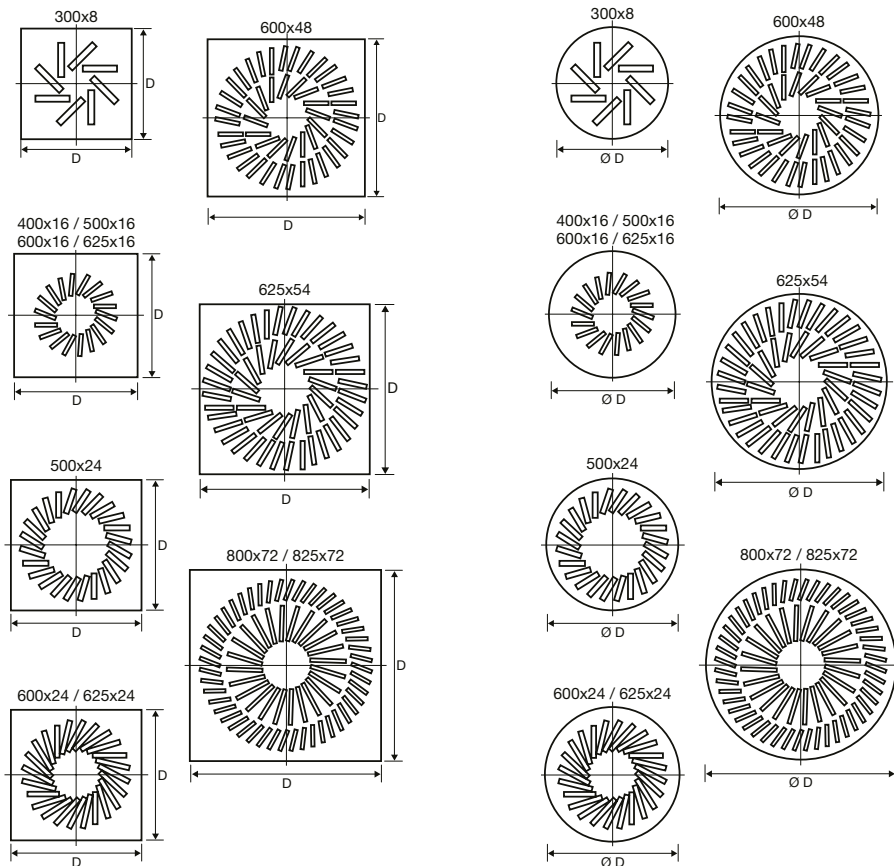 300x8
D
D
600x48
D
D
400x16 / 500x16
600x16 / 625x16
D
D
625x54
D
D
500x24
D
D
800x72 / 825x72
D
D
600x24 / 625x24
D
D
300x8
Ø D
600x48
Ø D
400x16 / 500x16
600x16 / 625x16
Ø D
625x54
Ø D
500x24
Ø D
800x72 / 825x72
Ø D
600x24 / 625x24
Ø D